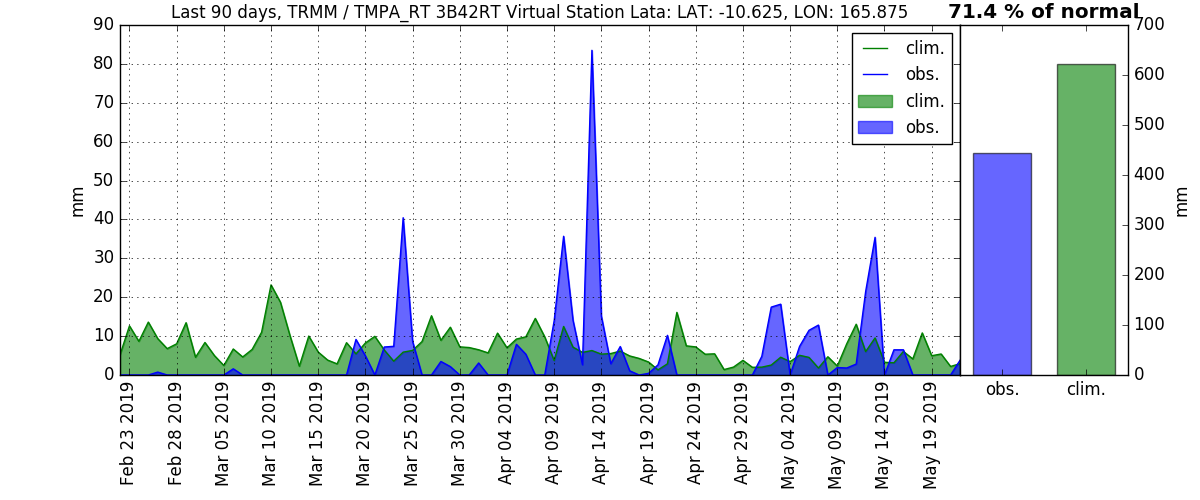 Last 90 days, TRMM / TMPA_RT 3B42RT Virtual Station Lata: LAT: -10.625, LON: 165.875
71.4 % of normal
90
80
70
60
50
40
30
20
10
0
mm
clim.
obs.
clim.
obs.
Feb 23 2019
Feb 28 2019
Mar 05 2019
Mar 10 2019
Mar 15 2019
Mar 20 2019
Mar 25 2019
Mar 30 2019
Apr 04 2019
Apr 09 2019
Apr 14 2019
Apr 19 2019
Apr 24 2019
Apr 29 2019
May 04 2019
May 09 2019
May 14 2019
May 19 2019
700
600
500
400
300
200
100
0
mm
obs.
clim.